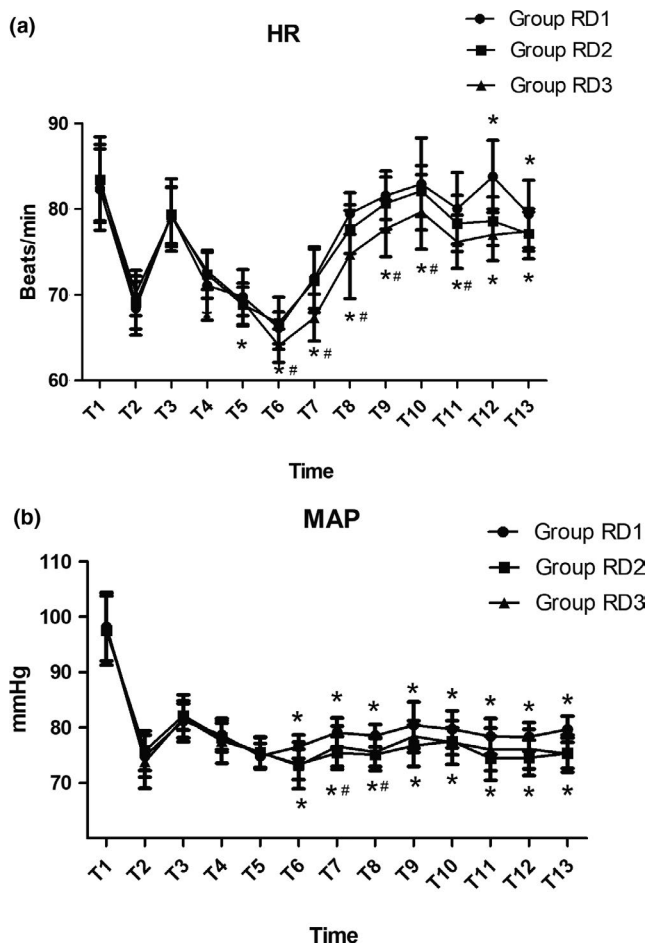 (a)
HR
Group RD1
Group RD2
Group RD3
Beats/min
90
80
70
60
* *
* *# *# *# *# *# *# * *
T1 T2 T3 T4 T5 T6 T7 T8 T9 T10 T11 T12 T13
Time
(b)
MAP
Group RD1
Group RD2
Group RD3
mmHg
110
100
90
80
70
* * * * * * * *
* *# *# * * * * *
T1 T2 T3 T4 T5 T6 T7 T8 T9 T10 T11 T12 T13
Time